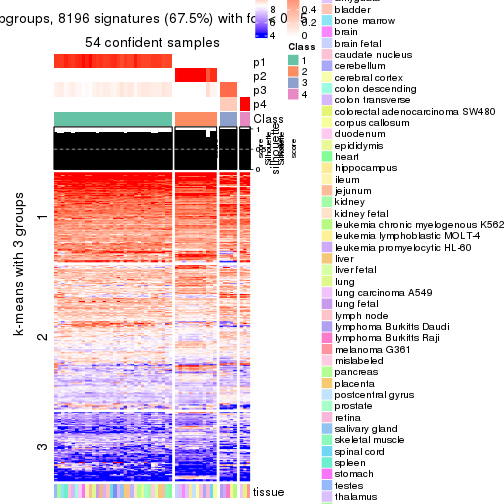 ogroups, 8196 signatures (67.5%) with
54 confident samples
p1
p2
p3
p4
Class
1
0.5
0
silhouette
score
k-means with 3 groups
1
2
3
tissue
8
6
4
0.4
0.2
0
Class
1
2
3
4
bladder
bone marrow
brain
brain fetal
caudate nucleus
cerebellum
cerebral cortex
colon descending
colon transverse
colorectal adenocarcinoma SW480
corpus callosum
duodenum
epididymis
heart
hippocampus
ileum
jejunum
kidney
kidney fetal
leukemia chronic myelogenous K562
leukemia lymphoblastic MOLT-4
leukemia promyelocytic HL-60
liver
liver fetal
lung
lung carcinoma A549
lung fetal
lymph node
lymphoma Burkitts Daudi
lymphoma Burkitts Raji
melanoma G361
mislabeled
pancreas
placenta
postcentral gyrus
prostate
retina
salivary gland
skeletal muscle
spinal cord
spleen
stomach
testes
thalamus